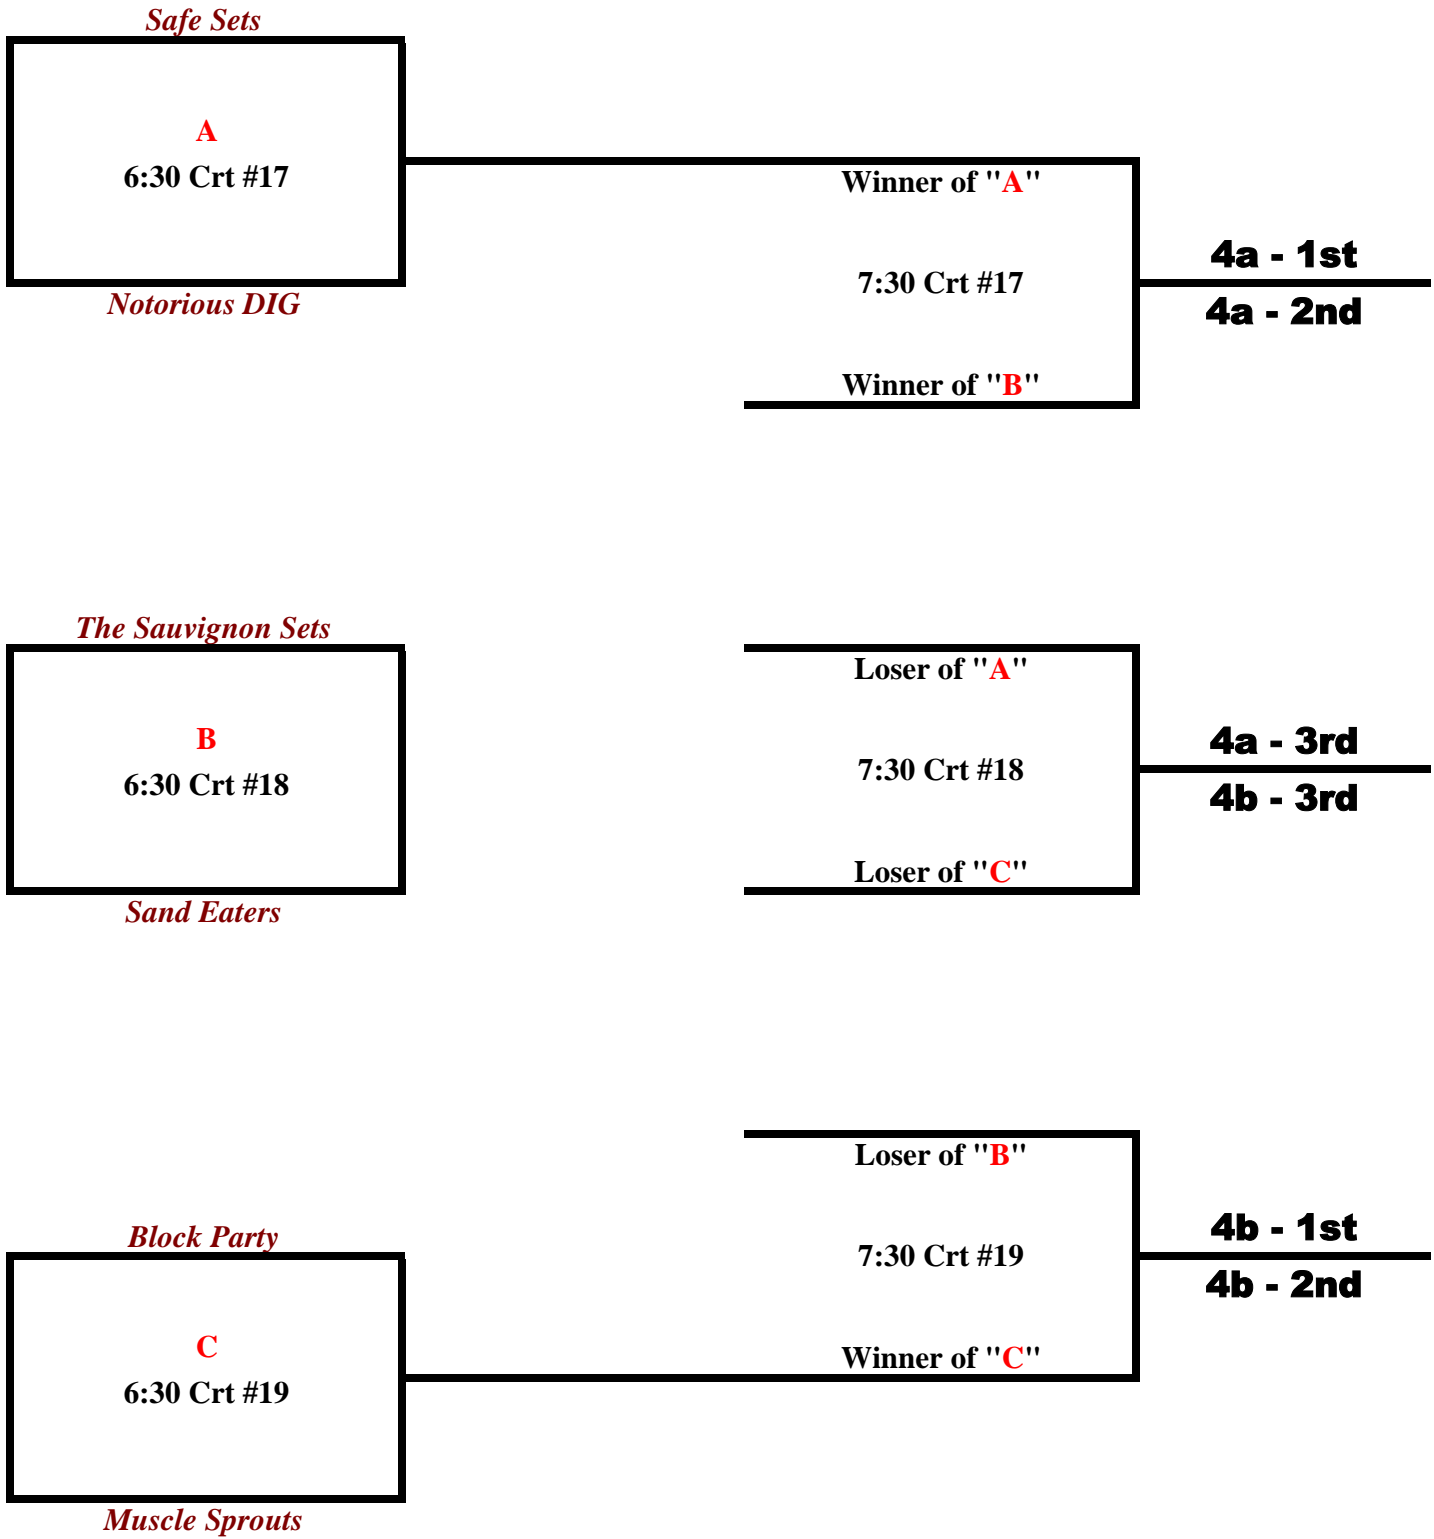 Safe Sets
A
6:30 Crt #17
Notorious DIG
Winner of "A"
7:30 Crt #17
Winner of "B"
4a - 1st
4a - 2nd
The Sauvignon Sets
B
6:30 Crt #18
Sand Eaters
Loser of "A"
7:30 Crt #18
Loser of "C"
4a - 3rd
4b - 3rd
Block Party
C
6:30 Crt #19
Muscle Sprouts
Loser of "B"
7:30 Crt #19
Winner of "C"
4b - 1st
4b - 2nd